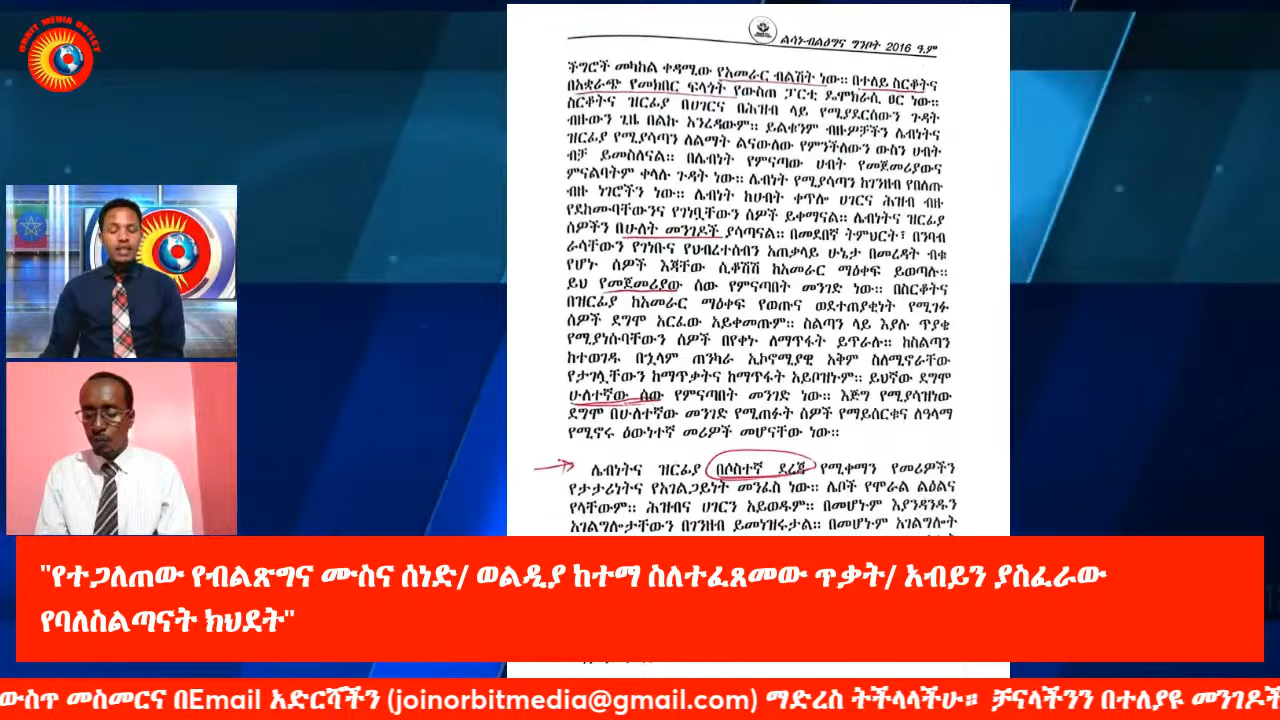 ORBIT MEDIA OUTLET
ልሳነ-ብልፅግና ግንቦት 2016 ዓ.ም
ችግሮች መካከል ቀዳሚው የአመራር ብልሽት ነው። በተለይ ስርቆትና
በአቋራጭ የመክበር ፍላጎት የውስጠ ፓርቲ ዴሞክራሲ ፀር ነው።
ስርቆትና ዝርፊያ በሀገርና በሕዝብ ላይ የሚያደርሰውን ጉዳት
ብዙውን ጊዜ በልኩ አንረዳውም። ይልቁንም ብዙዎቻችን ሌብነትና
ዝርፊያ የሚያሳጣን ለልማት ልናውለው የምንችለውን ውስን ሀብት
ብቻ ይመስለናል። በሌብነት የምናጣው ሀብት የመጀመሪያውና
ምናልባትም ቀላሉ ጉዳት ነው። ሌብነት የሚያሳጣን ከገንዘብ የበለጡ
ብዙ ነገሮችን ነው። ሌብነት ከሀብት ቀጥሎ ሀገርና ሕዝብ ብዙ
የደከሙባቸውንና የገነቧቸውን ሰዎች ይቀማናል። ሌብነትና ዝርፊያ
ሰዎችን በሁለት መንገዶች ያሳጣናል። በመደበኛ ትምህርት፣ በንባብ
ራሳቸውን የገነቡና የህብረተሰብን አጠቃላይ ሁኔታ በመረዳት ብቁ
የሆኑ ሰዎች እጃቸው ሲቆሽሽ ከአመራር ማዕቀፍ ይወጣሉ።
ይህ የመጀመሪያው ሰው የምናጣበት መንገድ ነው። በስርቆትና
በዝርፊያ ከአመራር ማዕቀፍ የወጡና ወደተጠያቂነት የሚገፉ
ሰዎች ደግሞ አርፈው አይቀመጡም። ስልጣን ላይ እያሉ ጥያቄ
የሚያነሱባቸውን ሰዎች በየቀኑ ለማጥፋት ይጥራሉ። ከስልጣን
ከተወገዱ በኋላም ጠንካራ ኢኮኖሚያዊ አቅም ስለሚኖራቸው
የታገሏቸውን ከማጥቃትና ከማጥፋት አይቦዝኑም። ይህኛው ደግሞ
ሁለተኛው ሰው የምናጣበት መንገድ ነው። እጅግ የሚያሳዝነው
ደግሞ በሁለተኛው መንገድ የሚጠፉት ሰዎች የማይሰርቁና ለዓላማ
የሚኖሩ ዕውነተኛ መሪዎች መሆናቸው ነው።
ሌብነትና ዝርፊያ በሶስተኛ ደረጃ የሚቀማን የመሪዎችን
የታታሪነትና የአገልጋይነት መንፈስ ነው። ሌቦች የሞራል ልዕልና
የላቸውም። ሕዝብና ሀገርን አይወዱም። በመሆኑም እያንዳንዱን
አገልግሎታቸውን በገንዘብ ይመነዝሩታል። በመሆኑም አገልግሎት
"የተጋለጠው የብልጽግና ሙስና ሰነድ/ ወልዲያ ከተማ ስለተፈጸመው ጥቃት/ አብይን ያስፈራው
የባለስልጣናት ክህደት"
ውስጥ መስመርና በEmail አድርሻችን (joinorbitmedia@gmail.com) ማድረስ ትችላላችሁ። ቻናላችንን በተለያዩ መንገዶች